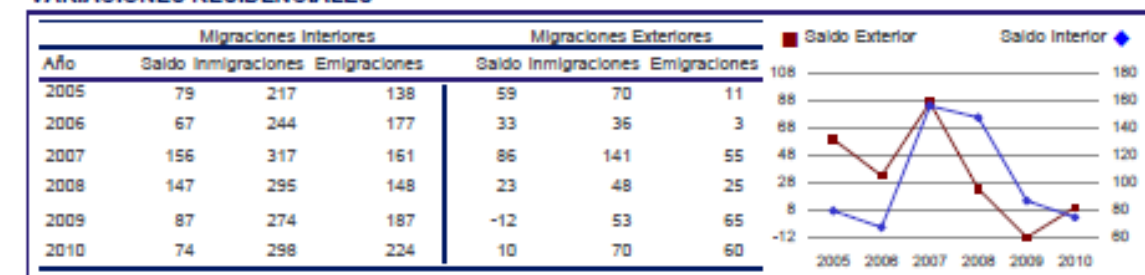 VARIACIONES RESIDENCIALES
Migraciones Interiores Migraciones Exteriores
Año Saldo Inmigraciones Emigraciones Saldo Inmigraciones Emigraciones
2005 79 217 138 59 70 11
2006 67 244 177 33 36 3
2007 156 317 161 86 141 55
2008 147 295 148 23 48 25
2009 87 274 187 -12 53 65
2010 74 298 224 10 70 60
Saldo Exterior Saldo Interior
108 180
88 160
68 140
48 120
28 100
8 80
-12 60
2005 2006 2007 2008 2009 2010